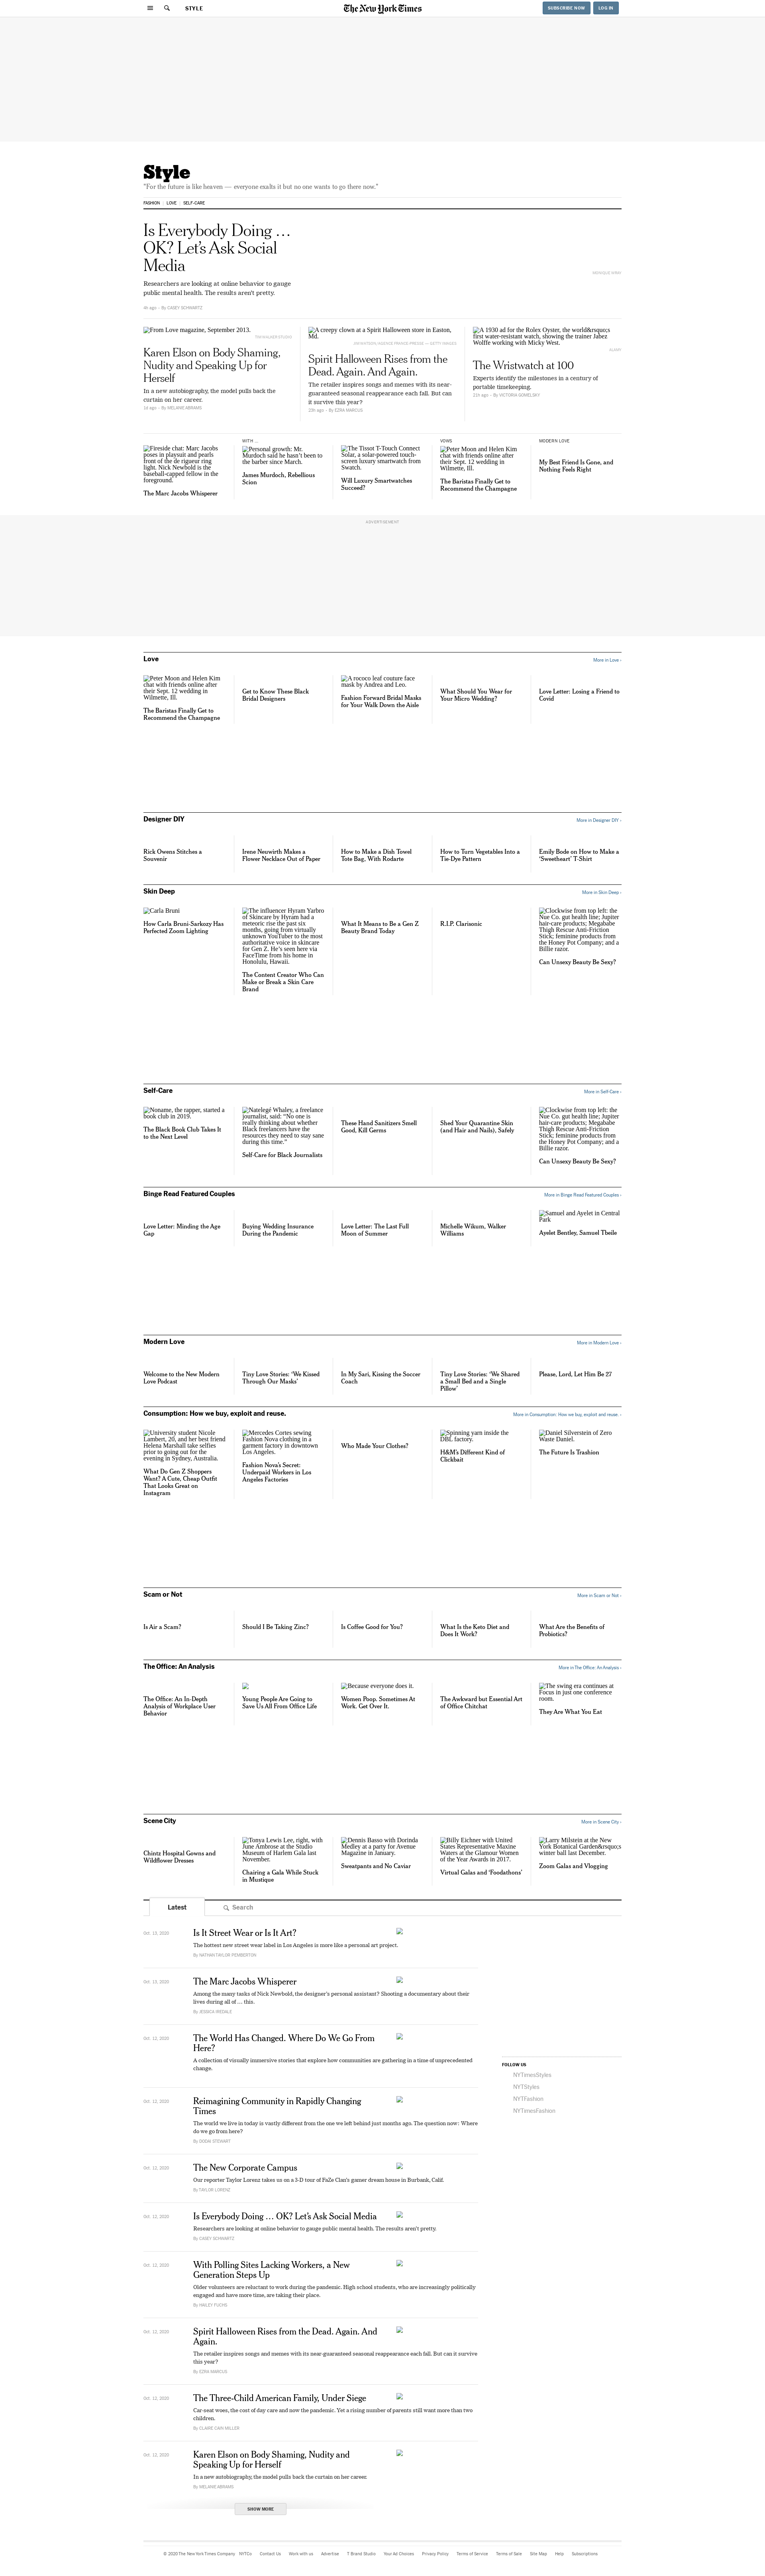 STYLE
The New York Times
SUBSCRIBE NOW
LOG IN
Style
"For the future is like heaven — everyone exalts it but no one wants to go there now."
FASHION
LOVE
SELF-CARE
Is Everybody Doing …
OK? Let's Ask Social
Media
Researchers are looking at online behavior to gauge
public mental health. The results aren't pretty.
4h ago · By CASEY SCHWARTZ
From Love magazine, September 2013.
TIM WALKER STUDIO
Karen Elson on Body Shaming,
Nudity and Speaking Up for
Herself
In a new autobiography, the model pulls back the
curtain on her career.
1d ago · By MELANIE ABRAMS
A creepy clown at a Spirit Halloween store in Easton,
Md.
Spirit Halloween Rises from the
Dead. Again. And Again.
The retailer inspires songs and memes with its near-
guaranteed seasonal reappearance each fall. But can
it survive this year?
23h ago · By EZRA MARCUS
A 1930 ad for the Rolex Oyster, the world&rsquo;s
first water-resistant watch, showing the trainer Jabez
Wolffe working with Micky West.
ALAMY
The Wristwatch at 100
Experts identify the milestones in a century of
portable timekeeping.
21h ago · By VICTORIA GOMELSKY
Fireside chat: Marc Jacobs
poses in playsuit and pearls
front of the de rigueur ring
light. Nick Newbold is the
baseball-capped fellow in the
foreground.
The Marc Jacobs Whisperer
WITH ...
Personal growth: Mr.
Murdoch said he hasn't been to
the barber since March.
James Murdoch, Rebellious
Scion
The Tissot T-Touch Connect
Solar, a solar-powered touch-
screen luxury smartwatch from
Swatch.
Will Luxury Smartwatches
Succeed?
VOWS
Peter Moon and Helen Kim
chat with friends online after
their Sept. 12 wedding in
Wilmette, Ill.
The Baristas Finally Get to
Recommend the Champagne
MODERN LOVE
My Best Friend Is Gone, and
Nothing Feels Right
ADVERTISEMENT
Love
More in Love ›
Peter Moon and Helen Kim
chat with friends online after
their Sept. 12 wedding in
Wilmette, Ill.
The Baristas Finally Get to
Recommend the Champagne
Get to Know These Black
Bridal Designers
A rococo leaf couture face
mask by Andrea and Leo.
Fashion Forward Bridal Masks
for Your Walk Down the Aisle
What Should You Wear for
Your Micro Wedding?
Love Letter: Losing a Friend to
Covid
Designer DIY
More in Designer DIY ›
Rick Owens Stitches a
Souvenir
Irene Neuwirth Makes a
Flower Necklace Out of Paper
How to Make a Dish Towel
Tote Bag, With Rodarte
How to Turn Vegetables Into a
Tie-Dye Pattern
Emily Bode on How to Make a
'Sweetheart' T-Shirt
Skin Deep
More in Skin Deep ›
Carla Bruni
How Carla Bruni-Sarkozy Has
Perfected Zoom Lighting
The influencer Hyram Yarbro
of Skincare by Hyram had a
meteoric rise the past six
months, going from virtually
unknown YouTuber to the most
authoritative voice in skincare
for Gen Z. He's seen here via
FaceTime from his home in
Honolulu, Hawaii.
The Content Creator Who Can
Make or Break a Skin Care
Brand
What It Means to Be a Gen Z
Beauty Brand Today
R.I.P. Clarisonic
Clockwise from top left: the
Nue Co. gut health line; Jupiter
hair-care products; Megababe
Thigh Rescue Anti-Friction
Stick; feminine products from
the Honey Pot Company; and a
Billie razor.
Can Unsexy Beauty Be Sexy?
Self-Care
More in Self-Care ›
Noname, the rapper, started a
book club in 2019.
The Black Book Club Takes It
to the Next Level
Natelegé Whaley, a freelance
journalist, said: "No one is
really thinking about whether
Black freelancers have the
resources they need to stay sane
during this time."
Self-Care for Black Journalists
These Hand Sanitizers Smell
Good, Kill Germs
Shed Your Quarantine Skin
(and Hair and Nails), Safely
Clockwise from top left: the
Nue Co. gut health line; Jupiter
hair-care products; Megababe
Thigh Rescue Anti-Friction
Stick; feminine products from
the Honey Pot Company; and a
Billie razor.
Can Unsexy Beauty Be Sexy?
Binge Read Featured Couples
More in Binge Read Featured Couples ›
Love Letter: Minding the Age
Gap
Buying Wedding Insurance
During the Pandemic
Love Letter: The Last Full
Moon of Summer
Michelle Wikum, Walker
Williams
Samuel and Ayelet in Central
Park
Ayelet Bentley, Samuel Tbeile
Modern Love
More in Modern Love ›
Welcome to the New Modern
Love Podcast
Tiny Love Stories: 'We Kissed
Through Our Masks'
In My Sari, Kissing the Soccer
Coach
Tiny Love Stories: 'We Shared
a Small Bed and a Single
Pillow'
Please, Lord, Let Him Be 27
Consumption: How we buy, exploit and reuse.
More in Consumption: How we buy, exploit and reuse. ›
University student Nicole
Lambert, 20, and her best friend
Helena Marshall take selfies
prior to going out for the
evening in Sydney, Australia.
What Do Gen Z Shoppers
Want? A Cute, Cheap Outfit
That Looks Great on
Instagram
Mercedes Cortes sewing
Fashion Nova clothing in a
garment factory in downtown
Los Angeles.
Fashion Nova's Secret:
Underpaid Workers in Los
Angeles Factories
Who Made Your Clothes?
Spinning yarn inside the
DBL factory.
H&M's Different Kind of
Clickbait
Daniel Silverstein of Zero
Waste Daniel.
The Future Is Trashion
Scam or Not
More in Scam or Not ›
Is Air a Scam?
Should I Be Taking Zinc?
Is Coffee Good for You?
What Is the Keto Diet and
Does It Work?
What Are the Benefits of
Probiotics?
The Office: An Analysis
More in The Office: An Analysis ›
The Office: An In-Depth
Analysis of Workplace User
Behavior
Young People Are Going to
Save Us All From Office Life
Because everyone does it.
Women Poop. Sometimes At
Work. Get Over It.
The Awkward but Essential Art
of Office Chitchat
The swing era continues at
Focus in just one conference
room.
They Are What You Eat
Scene City
More in Scene City ›
Chintz Hospital Gowns and
Wildflower Dresses
Tonya Lewis Lee, right, with
June Ambrose at the Studio
Museum of Harlem Gala last
November.
Chairing a Gala While Stuck
in Mustique
Dennis Basso with Dorinda
Medley at a party for Avenue
Magazine in January.
Sweatpants and No Caviar
Billy Eichner with United
States Representative Maxine
Waters at the Glamour Women
of the Year Awards in 2017.
Virtual Galas and 'Foodathons'
Larry Milstein at the New
York Botanical Garden&rsquo;s
winter ball last December.
Zoom Galas and Vlogging
Latest
Search
Oct. 13, 2020
Is It Street Wear or Is It Art?
The hottest new street wear label in Los Angeles is more like a personal art project.
By NATHAN TAYLOR PEMBERTON
Oct. 13, 2020
The Marc Jacobs Whisperer
Among the many tasks of Nick Newbold, the designer's personal assistant? Shooting a documentary about their
lives during all of … this.
By JESSICA IREDALE
Oct. 12, 2020
The World Has Changed. Where Do We Go From
Here?
A collection of visually immersive stories that explore how communities are gathering in a time of unprecedented
change.
Oct. 12, 2020
Reimagining Community in Rapidly Changing
Times
The world we live in today is vastly different from the one we left behind just months ago. The question now: Where
do we go from here?
By DODAI STEWART
Oct. 12, 2020
The New Corporate Campus
Our reporter Taylor Lorenz takes us on a 3-D tour of FaZe Clan's gamer dream house in Burbank, Calif.
By TAYLOR LORENZ
Oct. 12, 2020
Is Everybody Doing … OK? Let's Ask Social Media
Researchers are looking at online behavior to gauge public mental health. The results aren't pretty.
By CASEY SCHWARTZ
Oct. 12, 2020
With Polling Sites Lacking Workers, a New
Generation Steps Up
Older volunteers are reluctant to work during the pandemic. High school students, who are increasingly politically
engaged and have more time, are taking their place.
By HAILEY FUCHS
Oct. 12, 2020
Spirit Halloween Rises from the Dead. Again. And
Again.
The retailer inspires songs and memes with its near-guaranteed seasonal reappearance each fall. But can it survive
this year?
By EZRA MARCUS
Oct. 12, 2020
The Three-Child American Family, Under Siege
Car-seat woes, the cost of day care and now the pandemic. Yet a rising number of parents still want more than two
children.
By CLAIRE CAIN MILLER
Oct. 12, 2020
Karen Elson on Body Shaming, Nudity and
Speaking Up for Herself
In a new autobiography, the model pulls back the curtain on her career.
By MELANIE ABRAMS
SHOW MORE
FOLLOW US
NYTimesStyles
NYTStyles
NYTFashion
NYTimesFashion
© 2020 The New York Times Company
NYTCo
Contact Us
Work with us
Advertise
T Brand Studio
Your Ad Choices
Privacy Policy
Terms of Service
Terms of Sale
Site Map
Help
Subscriptions